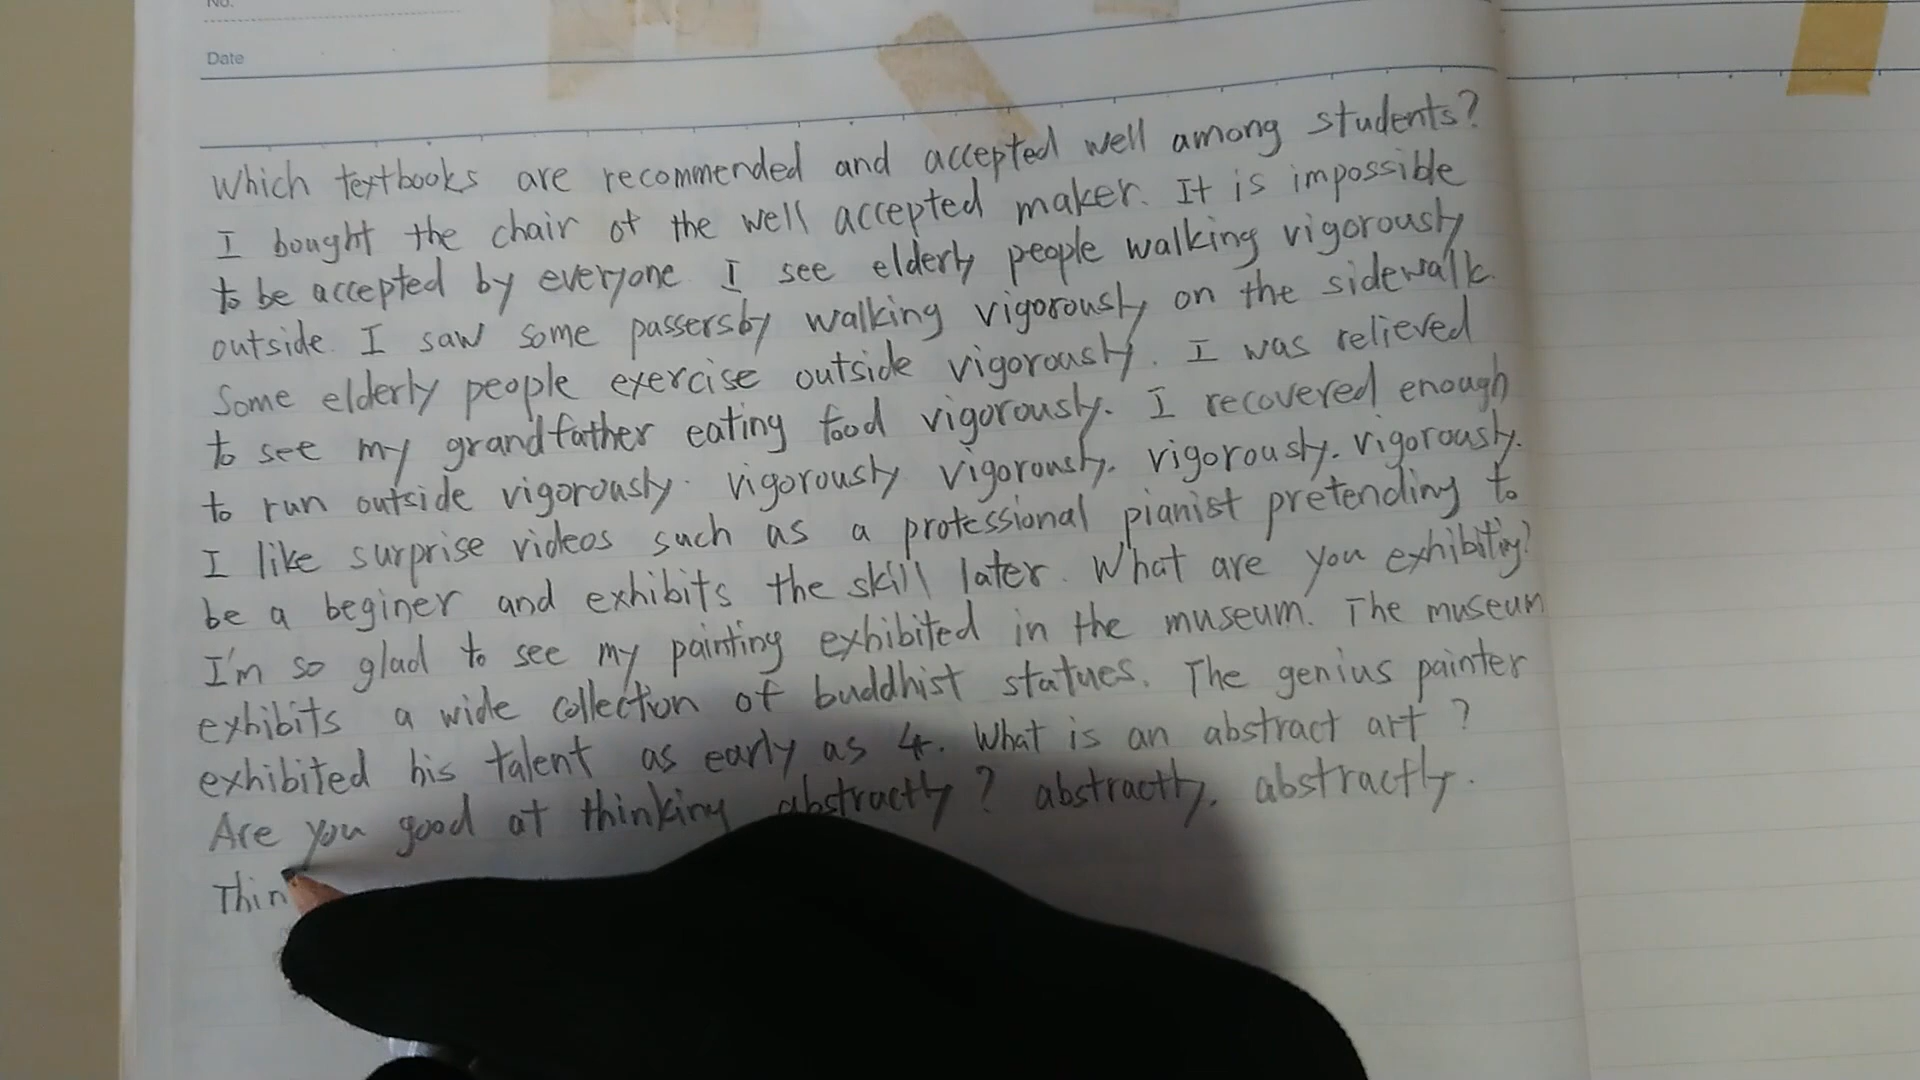 No.
Date
Which textbooks are recommended and accepted well among students?
I bought the chair of the well accepted maker. It is impossible
to be accepted by everyone. I see elderly people walking vigorously
outside. I saw some passersby walking vigorously on the sidewalk.
Some elderly people exercise outside vigorously. I was relieved
to see my grandfather eating food vigorously. I recovered enough
to run outside vigorously. vigorously vigorously. vigorously. vigorously.
I like surprise videos such as a professional pianist pretending to
be a beginer and exhibits the skill later. What are you exhibiting?
I'm so glad to see my painting exhibited in the museum. The museum
exhibits a wide collection of buddhist statues. The genius painter
exhibited his talent as early as 4. What is an abstract art?
Are you good at thinking abstractly? abstractly, abstractly.
Thin